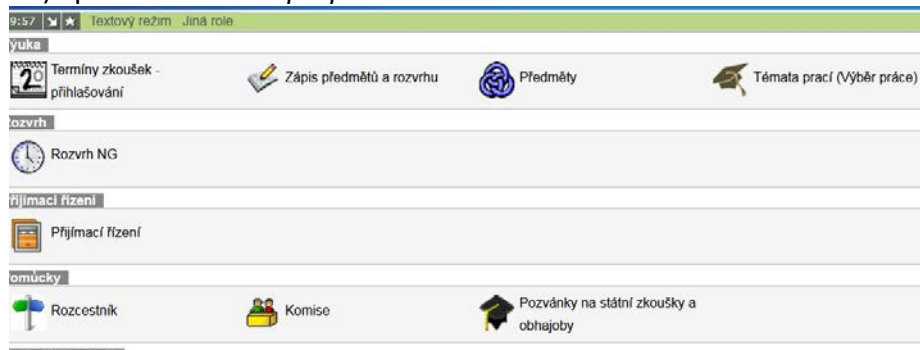 9:57 Textový režim Jiná role
ýuka
Termíny zkoušek - přihlašování
Zápis předmětů a rozvrhu
Předměty
Témata prací (Výběr práce)
ozvrh
Rozvrh NG
řijímací řízení
Přijímací řízení
omůcky
Rozcestník
Komise
Pozvánky na státní zkoušky a obhajoby